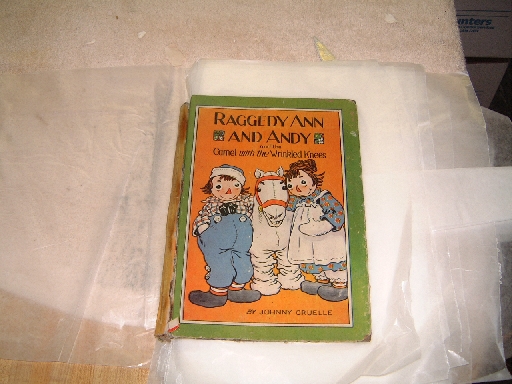 RAGGEDY ANN
AND ANDY
and the
Camel with the Wrinkled Knees
BY JOHNNY GRUELLE